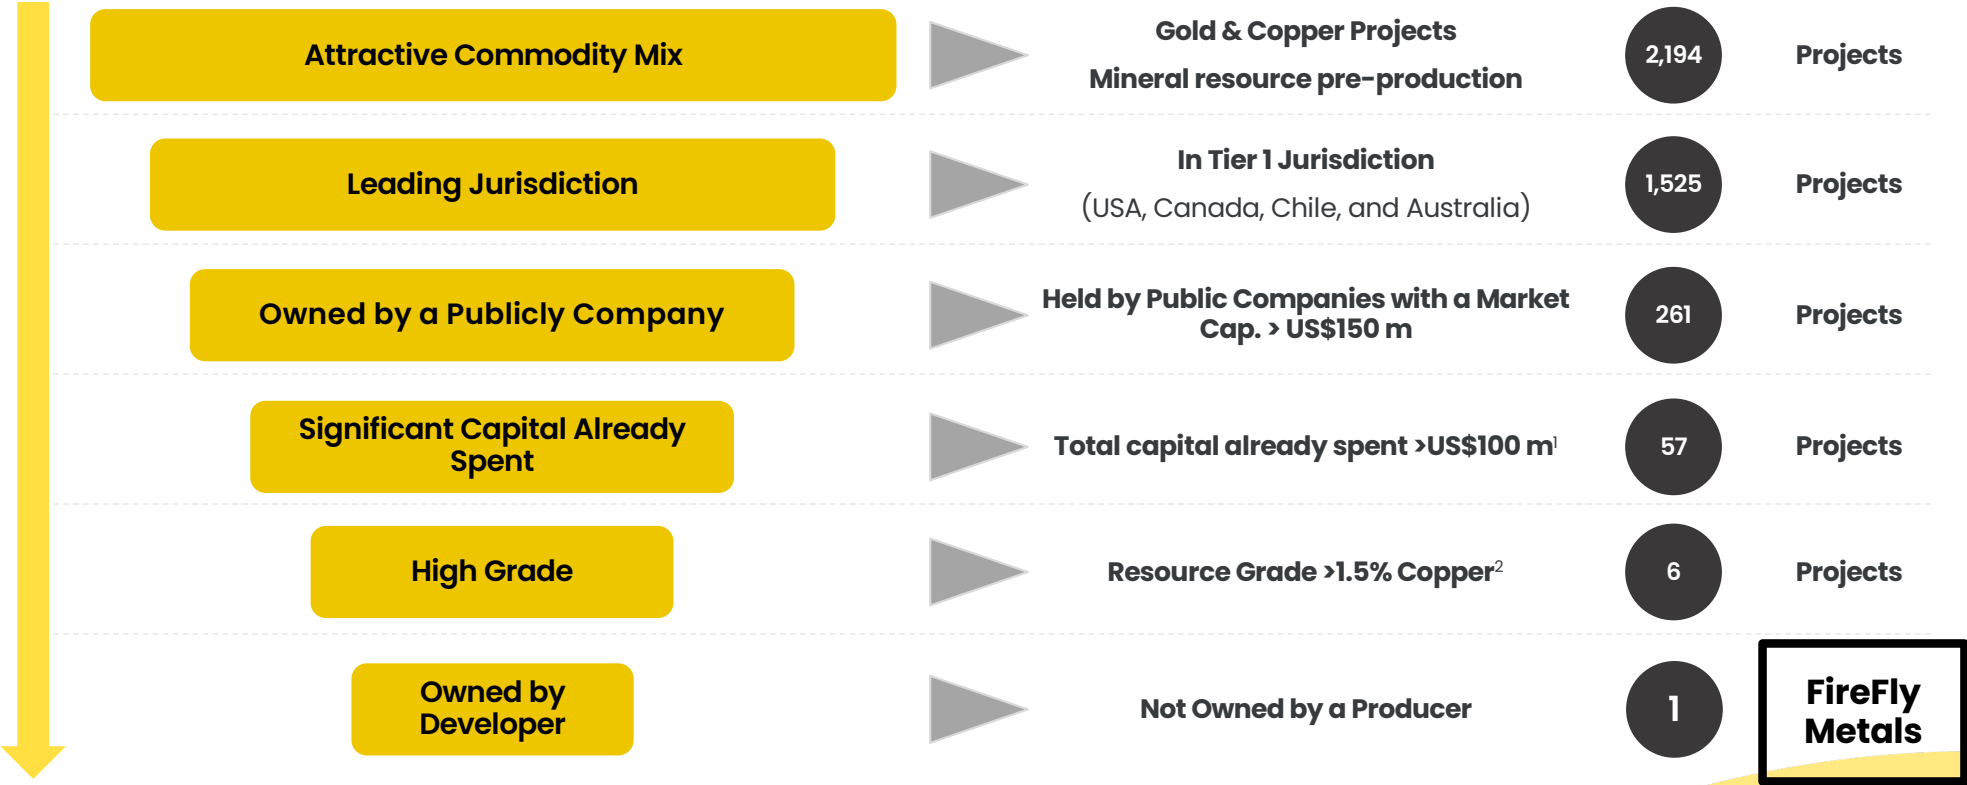 Attractive Commodity Mix
Gold & Copper Projects
Mineral resource pre-production
2,194
Projects
Leading Jurisdiction
In Tier 1 Jurisdiction
(USA, Canada, Chile, and Australia)
1,525
Projects
Owned by a Publicly Company
Held by Public Companies with a Market
Cap. > US$150 m
261
Projects
Significant Capital Already
Spent
Total capital already spent >US$100 m¹
57
Projects
High Grade
Resource Grade >1.5% Copper²
6
Projects
Owned by
Developer
Not Owned by a Producer
1
FireFly
Metals